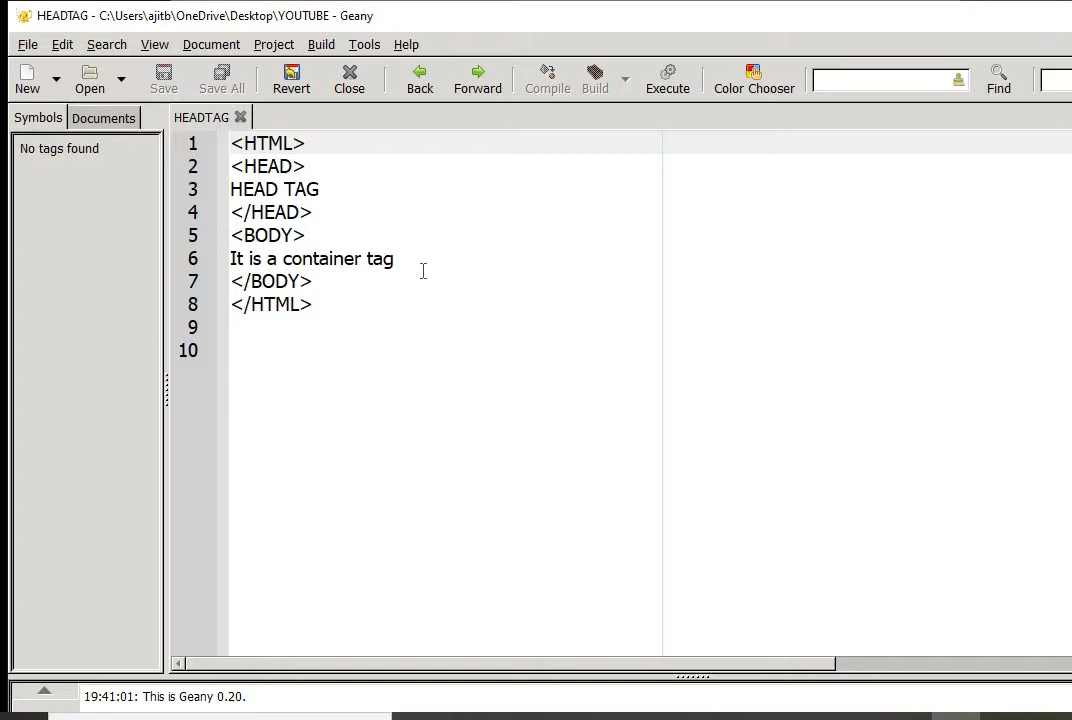 HEADTAG - C:\Users\ajitb\OneDrive\Desktop\YOUTUBE - Geany
File Edit Search View Document Project Build Tools Help
New Open Save Save All Revert Close Back Forward Compile Build Execute Color Chooser Find
Symbols Documents HEADTAG
No tags found
1 <HTML>
2 <HEAD>
3 HEAD TAG
4 </HEAD>
5 <BODY>
6 It is a container tag
7 </BODY>
8 </HTML>
9
10
19:41:01: This is Geany 0.20.